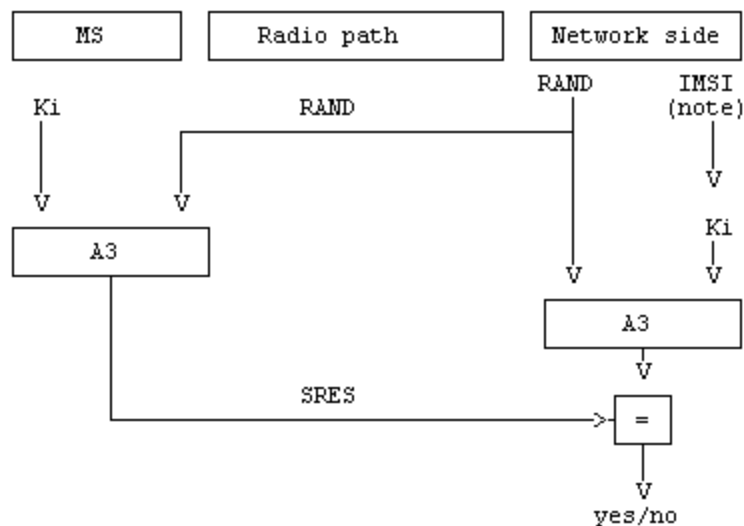 MS
Radio path
Network side
RAND
IMSI
(note)
Ki
RAND
Ki
A3
A3
SRES
=
yes/no